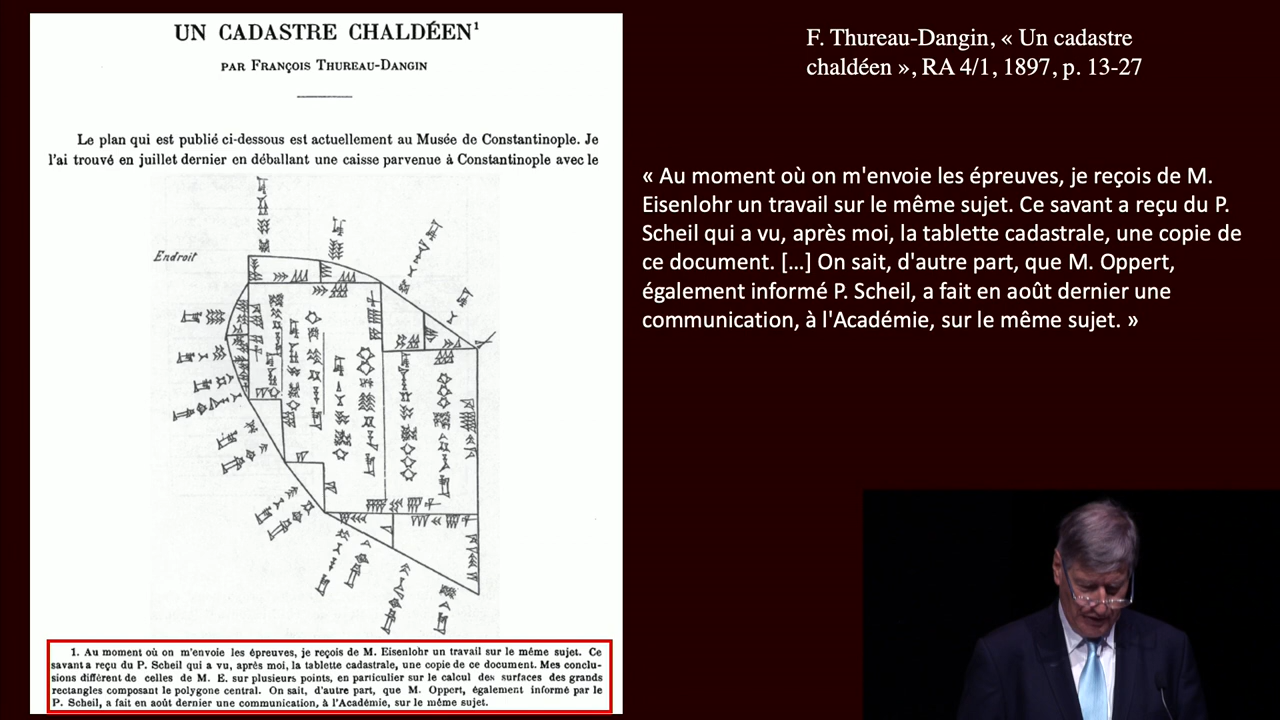 UN CADASTRE CHALDÉEN¹
PAR FRANÇOIS THUREAU-DANGIN
Le plan qui est publié ci-dessous est actuellement au Musée de Constantinople. Je
l'ai trouvé en juillet dernier en déballant une caisse parvenue à Constantinople avec le
Endroit
1. Au moment où on m'envoie les épreuves, je reçois de M. Eisenlohr un travail sur le même sujet. Ce
savant a reçu du P. Scheil qui a vu, après moi, la tablette cadastrale, une copie de ce document. Mes conclu-
sions diffèrent de celles de M. E. sur plusieurs points, en particulier sur le calcul des surfaces des grands
rectangles composant le polygone central. On sait, d'autre part, que M. Oppert, également informé par le
P. Scheil, a fait en août dernier une communication, à l'Académie, sur le même sujet.
F. Thureau-Dangin, « Un cadastre
chaldéen », RA 4/1, 1897, p. 13-27
« Au moment où on m'envoie les épreuves, je reçois de M.
Eisenlohr un travail sur le même sujet. Ce savant a reçu du P.
Scheil qui a vu, après moi, la tablette cadastrale, une copie de
ce document. […] On sait, d'autre part, que M. Oppert,
également informé P. Scheil, a fait en août dernier une
communication, à l'Académie, sur le même sujet. »